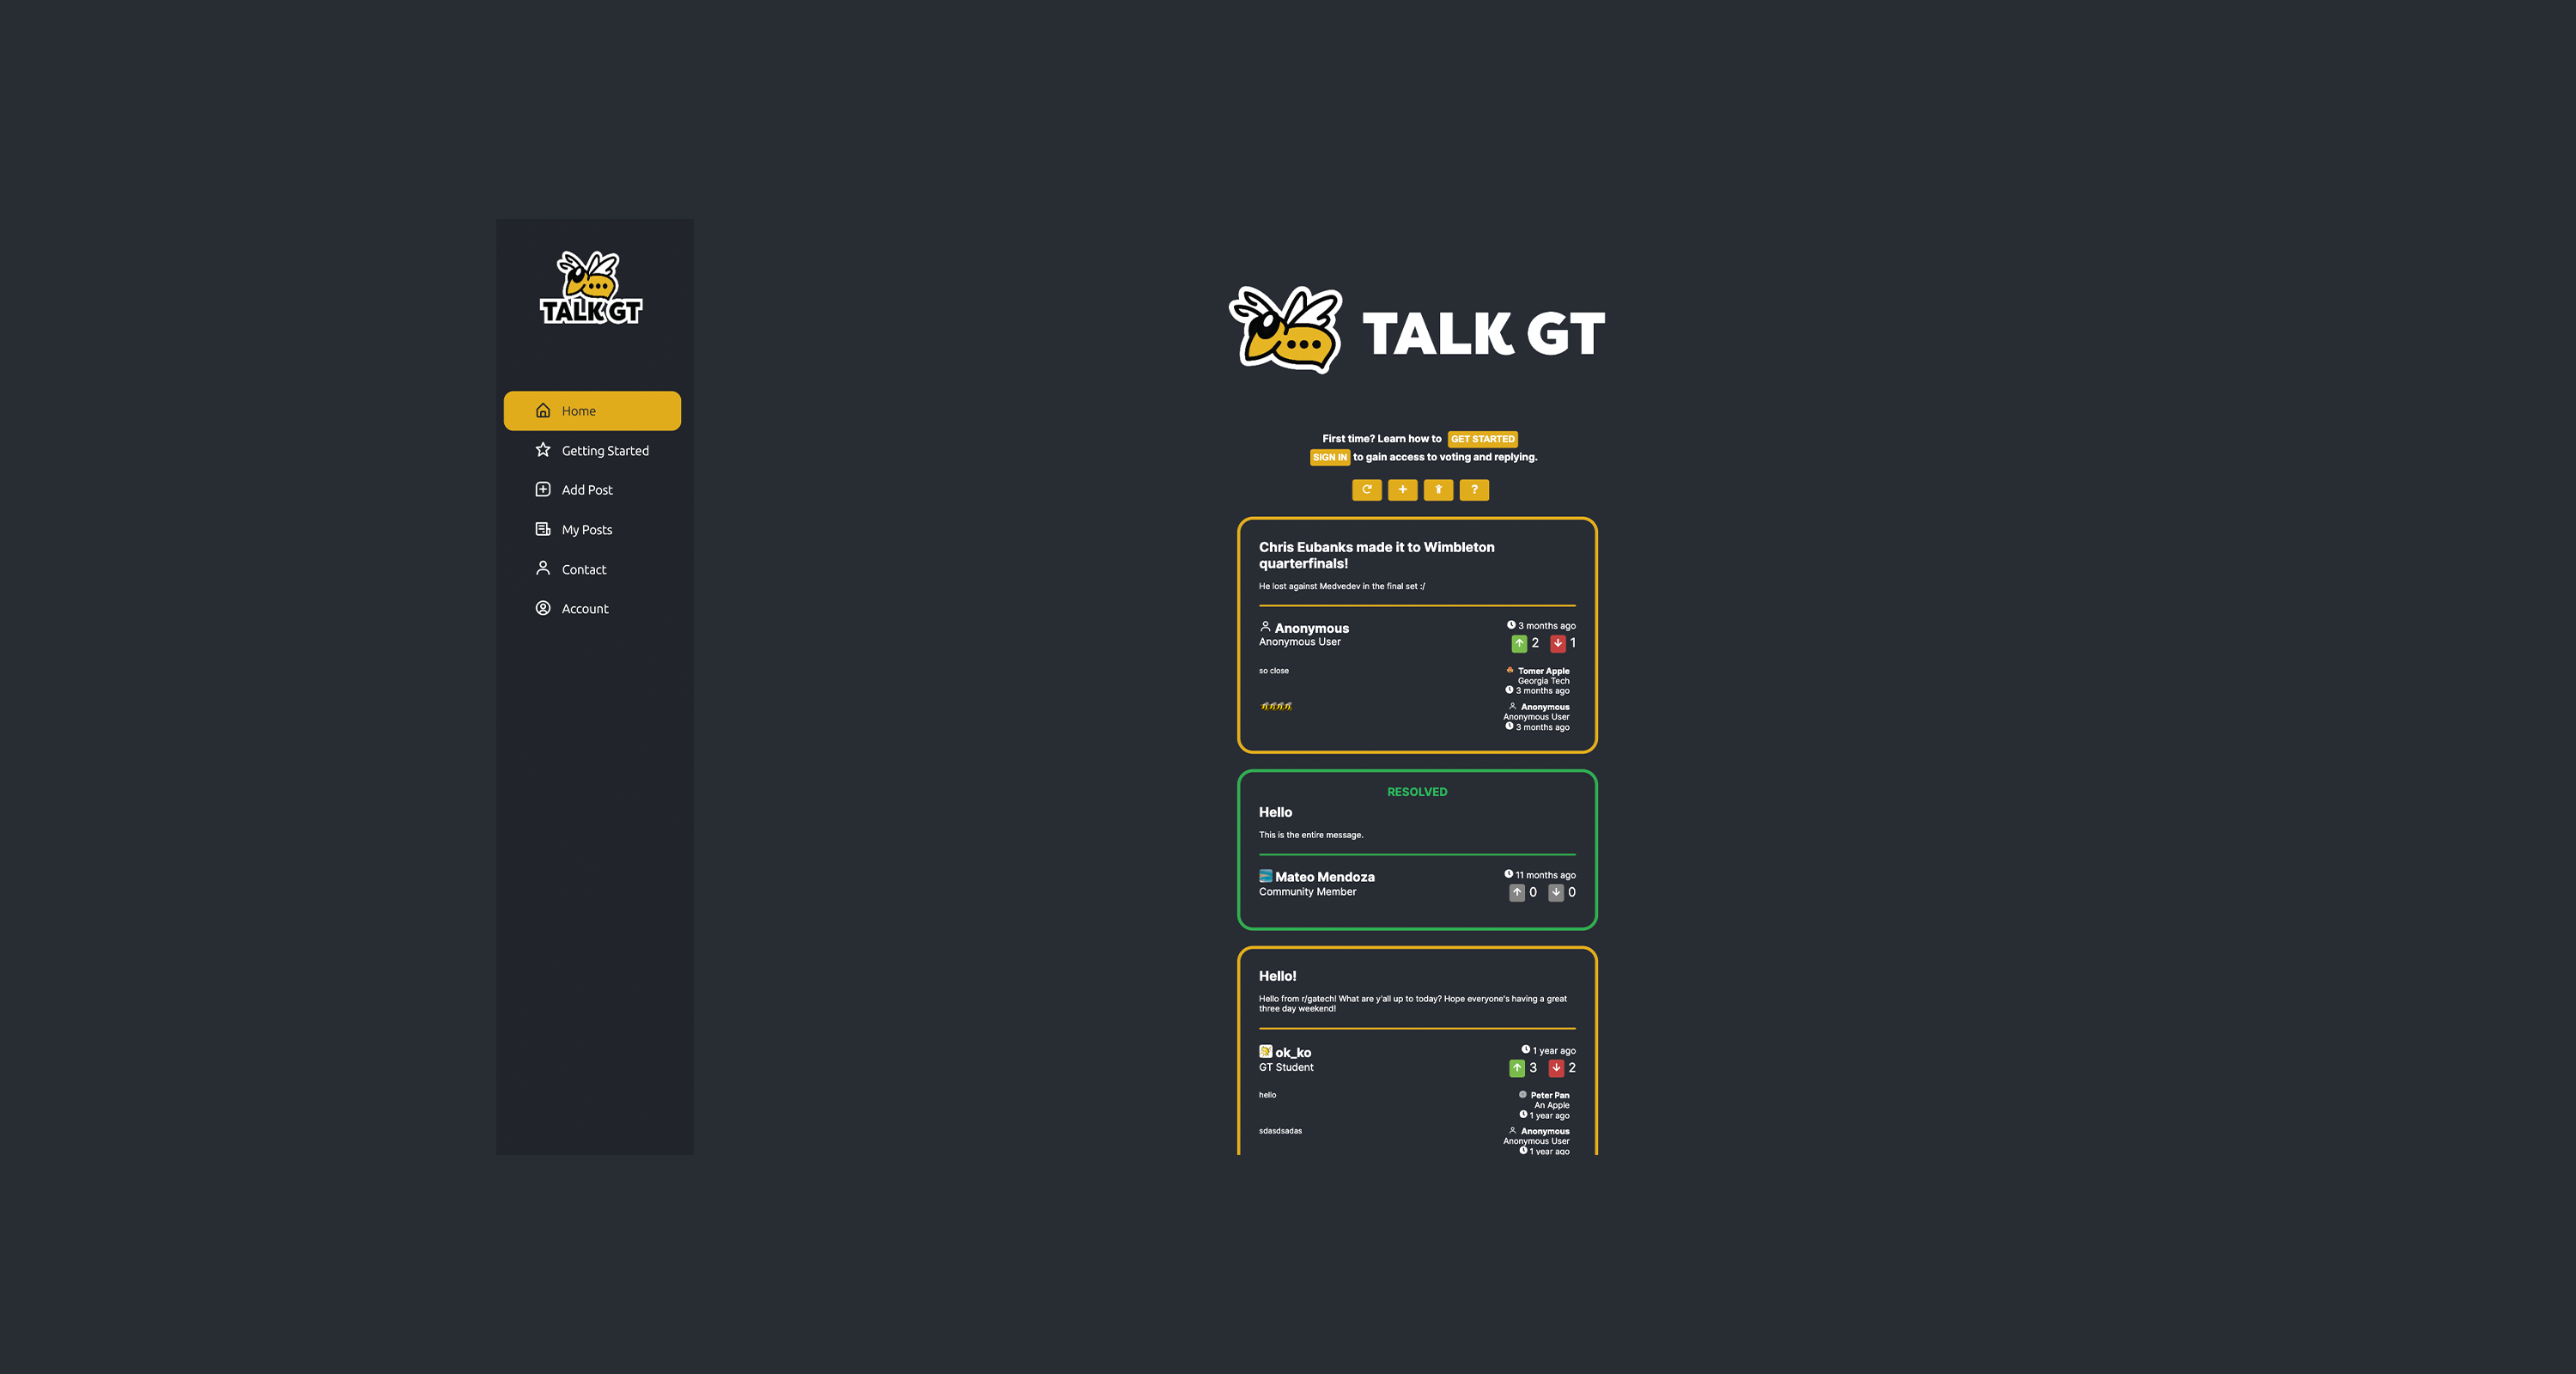 TALK GT
Home
Getting Started
Add Post
My Posts
Contact
Account
TALK GT
First time? Learn how to GET STARTED
SIGN IN to gain access to voting and replying.
?
Chris Eubanks made it to Wimbleton
quarterfinals!
He lost against Medvedev in the final set :/
Anonymous
Anonymous User
3 months ago
2 1
so close
Tomer Apple
Georgia Tech
3 months ago
Anonymous
Anonymous User
3 months ago
RESOLVED
Hello
This is the entire message.
Mateo Mendoza
Community Member
11 months ago
0 0
Hello!
Hello from r/gatech! What are y'all up to today? Hope everyone's having a great
three day weekend!
ok_ko
GT Student
1 year ago
3 2
hello
Peter Pan
An Apple
1 year ago
sdasdsadas
Anonymous
Anonymous User
1 year ago